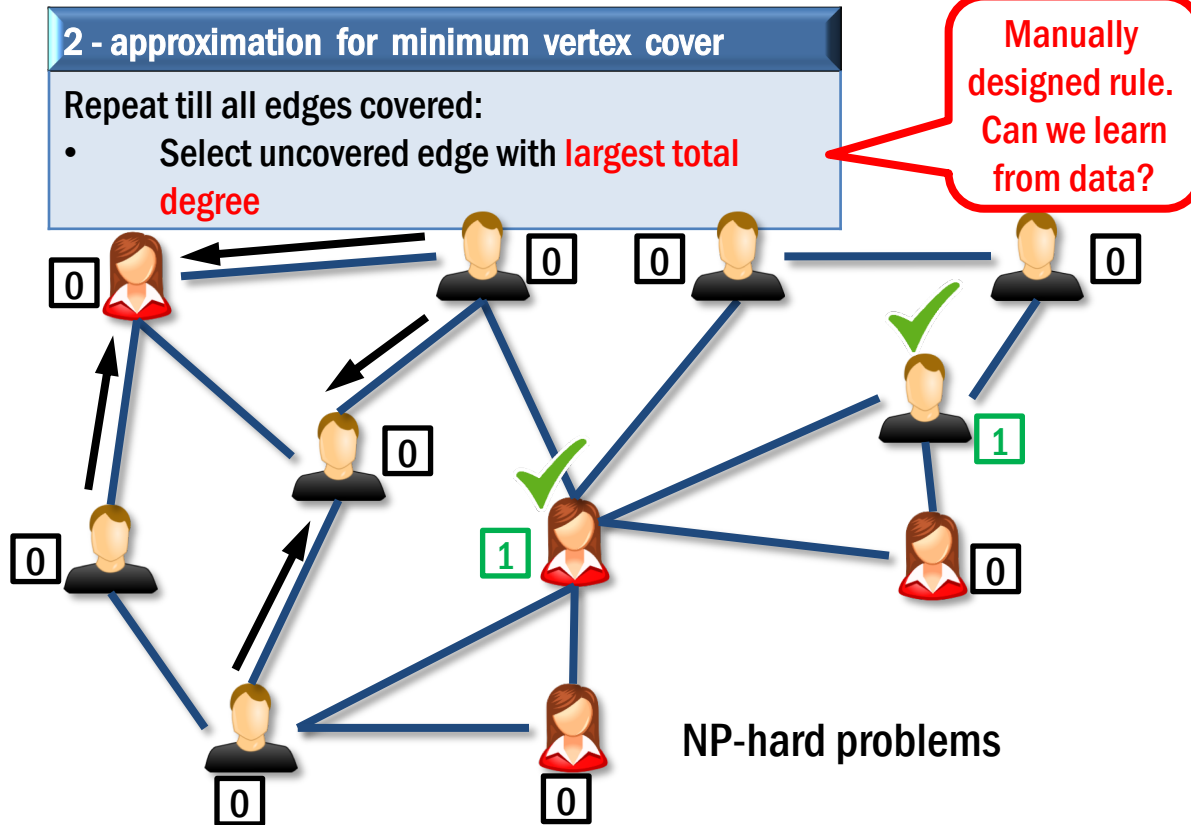 2 - approximation for minimum vertex cover
Repeat till all edges covered:
• Select uncovered edge with largest total
degree
Manually
designed rule.
Can we learn
from data?
0
0
0
0
0
1
0
1
0
0
0
0
NP-hard problems